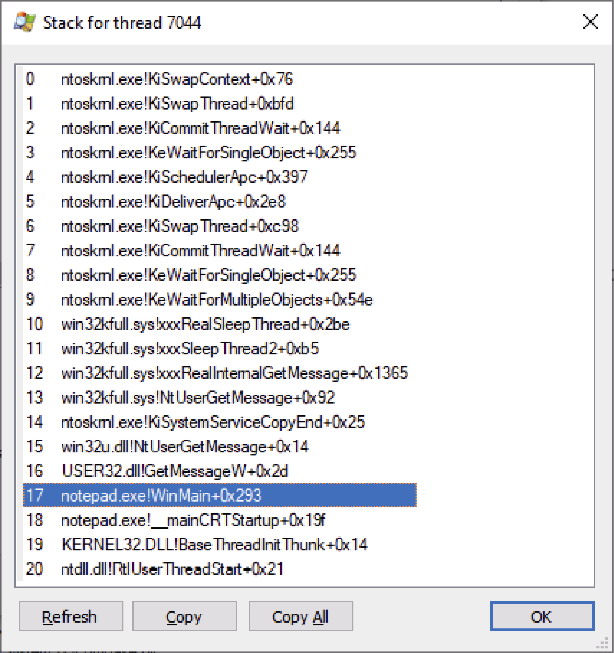 Stack for thread 7044
0 ntoskrnl.exe!KiSwapContext+0x76
1 ntoskrnl.exe!KiSwapThread+0xbfd
2 ntoskrnl.exe!KiCommitThreadWait+0x144
3 ntoskrnl.exe!KeWaitForSingleObject+0x255
4 ntoskrnl.exe!KiSchedulerApc+0x397
5 ntoskrnl.exe!KiDeliverApc+0x2e8
6 ntoskrnl.exe!KiSwapThread+0xc98
7 ntoskrnl.exe!KiCommitThreadWait+0x144
8 ntoskrnl.exe!KeWaitForSingleObject+0x255
9 ntoskrnl.exe!KeWaitForMultipleObjects+0x54e
10 win32kfull.sys!xxxRealSleepThread+0x2be
11 win32kfull.sys!xxxSleepThread2+0xb5
12 win32kfull.sys!xxxRealInternalGetMessage+0x1365
13 win32kfull.sys!NtUserGetMessage+0x92
14 ntoskrnl.exe!KiSystemServiceCopyEnd+0x25
15 win32u.dll!NtUserGetMessage+0x14
16 USER32.dll!GetMessageW+0x2d
17 notepad.exe!WinMain+0x293
18 notepad.exe!__mainCRTStartup+0x19f
19 KERNEL32.DLL!BaseThreadInitThunk+0x14
20 ntdll.dll!RtlUserThreadStart+0x21
Refresh Copy Copy All OK